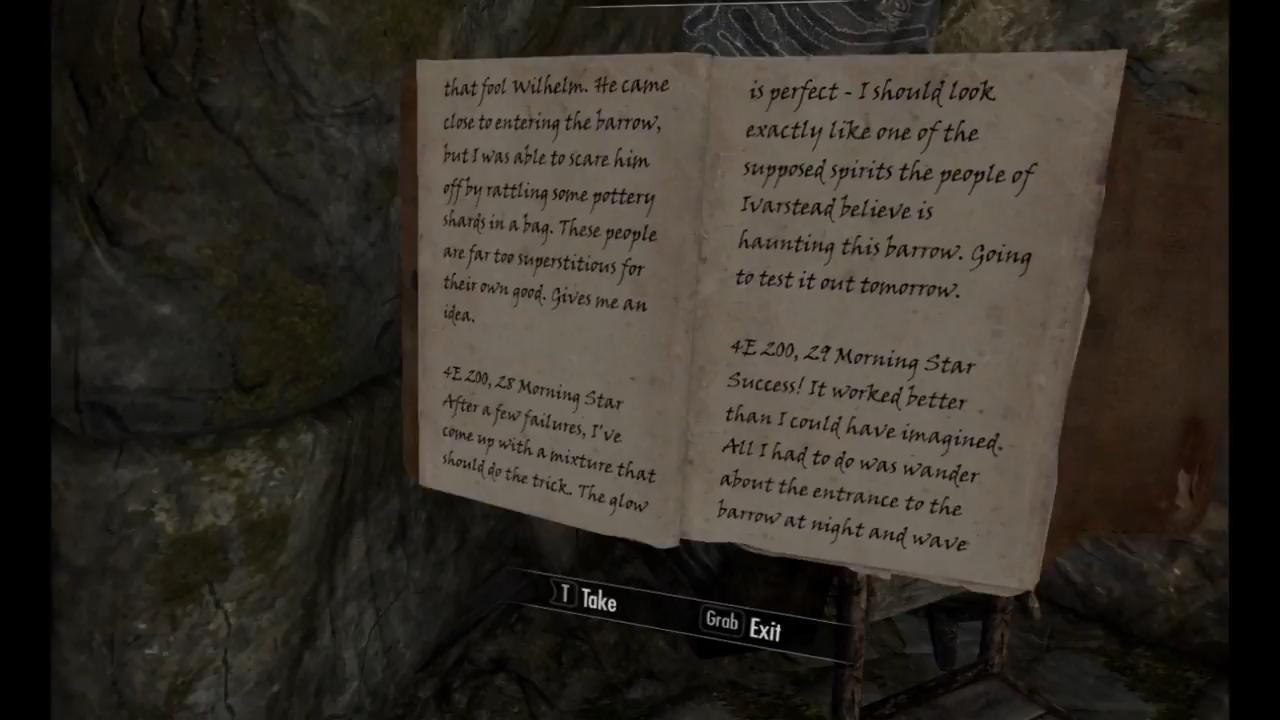 that fool Wilhelm. He came
close to entering the barrow,
but I was able to scare him
off by rattling some pottery
shards in a bag. These people
are far too superstitious for
their own good. Gives me an
idea.
4E 200, 28 Morning Star
After a few failures, I've
come up with a mixture that
should do the trick. The glow
is perfect - I should look
exactly like one of the
supposed spirits the people of
Ivarstead believe is
haunting this barrow. Going
to test it out tomorrow.
4E 200, 29 Morning Star
Success! It worked better
than I could have imagined.
All I had to do was wander
about the entrance to the
barrow at night and wave
T Take
Grab Exit